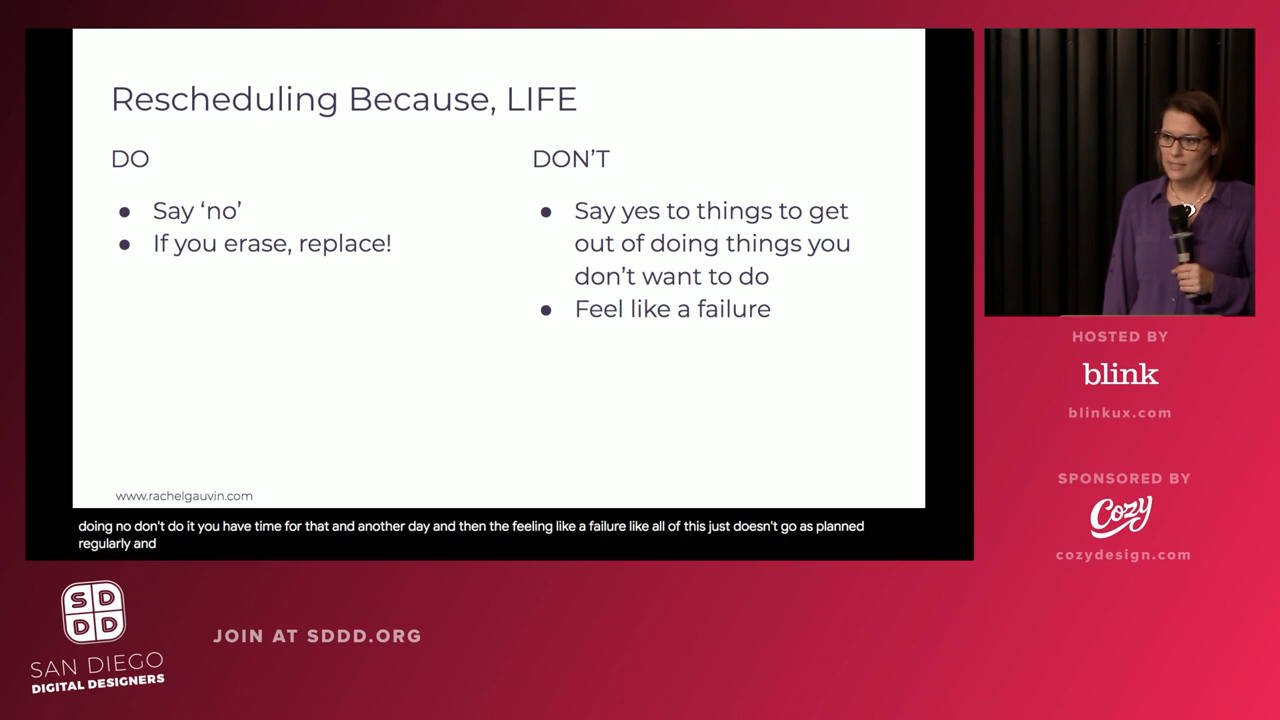 Rescheduling Because, LIFE
DO
● Say ‘no’
● If you erase, replace!
DON’T
● Say yes to things to get
out of doing things you
don’t want to do
● Feel like a failure
www.rachelgauvin.com
doing no don't do it you have time for that and another day and then the feeling like a failure like all of this just doesn't go as planned
regularly and
HOSTED BY
blink
blinkux.com
SPONSORED BY
Cozy
cozydesign.com
SD
DD
SAN DIEGO
DIGITAL DESIGNERS
JOIN AT SDDD.ORG